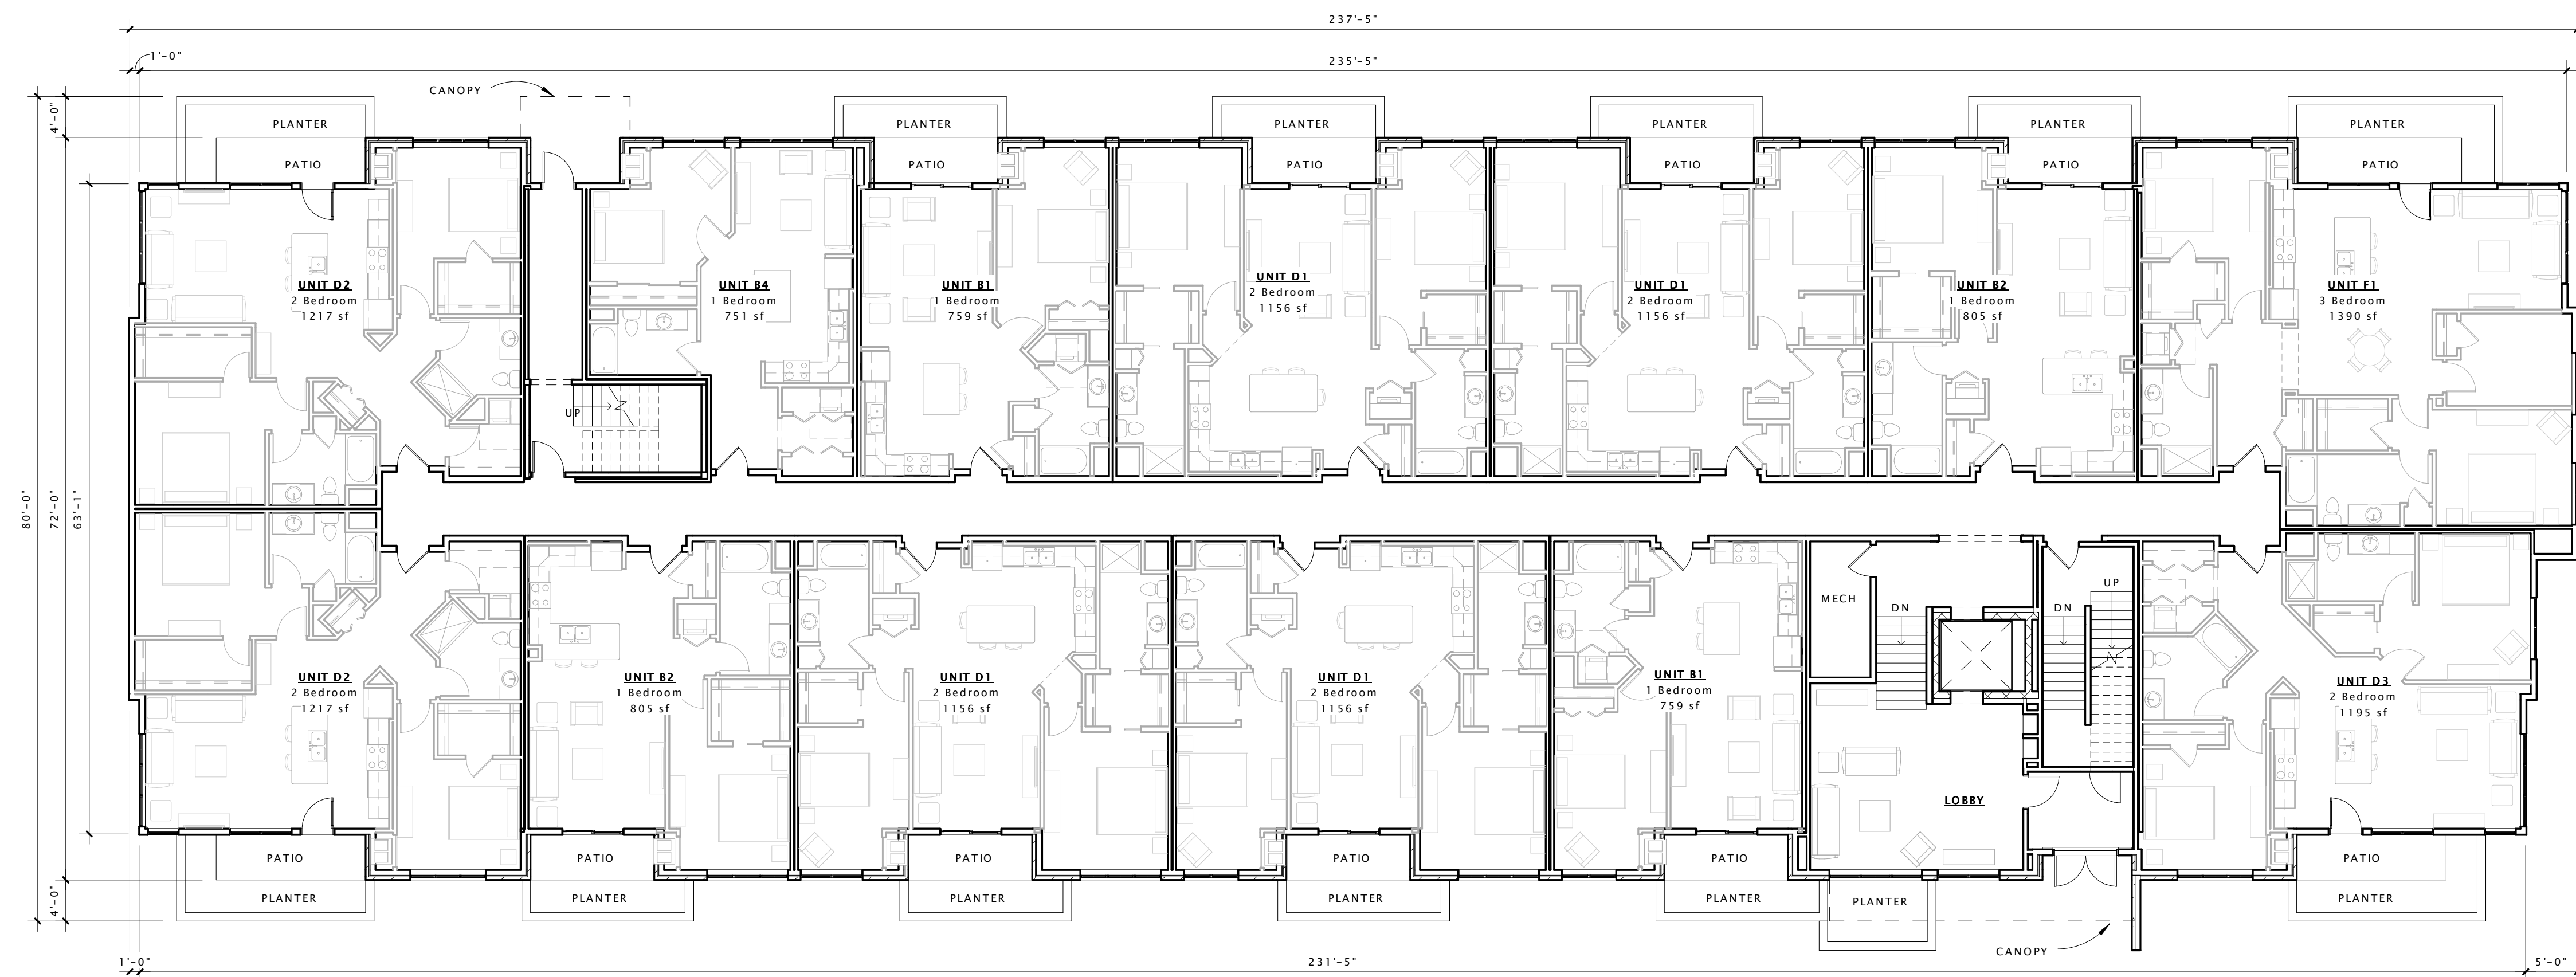 237'-5"
1'-0"
235'-5"
CANOPY
4'-0"
PLANTER
PLANTER
PLANTER
PLANTER
PLANTER
PLANTER
PATIO
PATIO
PATIO
PATIO
PATIO
PATIO
UNIT D2
2 Bedroom
1217 sf
UNIT B4
1 Bedroom
751 sf
UNIT B1
1 Bedroom
759 sf
UNIT D1
2 Bedroom
1156 sf
UNIT D1
2 Bedroom
1156 sf
UNIT B2
1 Bedroom
805 sf
UNIT F1
3 Bedroom
1390 sf
UP
80'-0"
72'-0"
63'-1"
MECH
DN
DN
UP
UNIT D2
2 Bedroom
1217 sf
UNIT B2
1 Bedroom
805 sf
UNIT D1
2 Bedroom
1156 sf
UNIT D1
2 Bedroom
1156 sf
UNIT B1
1 Bedroom
759 sf
UNIT D3
2 Bedroom
1195 sf
LOBBY
PATIO
PATIO
PATIO
PATIO
PATIO
PATIO
4'-0"
PLANTER
PLANTER
PLANTER
PLANTER
PLANTER
PLANTER
PLANTER
CANOPY
1'-0"
231'-5"
5'-0"